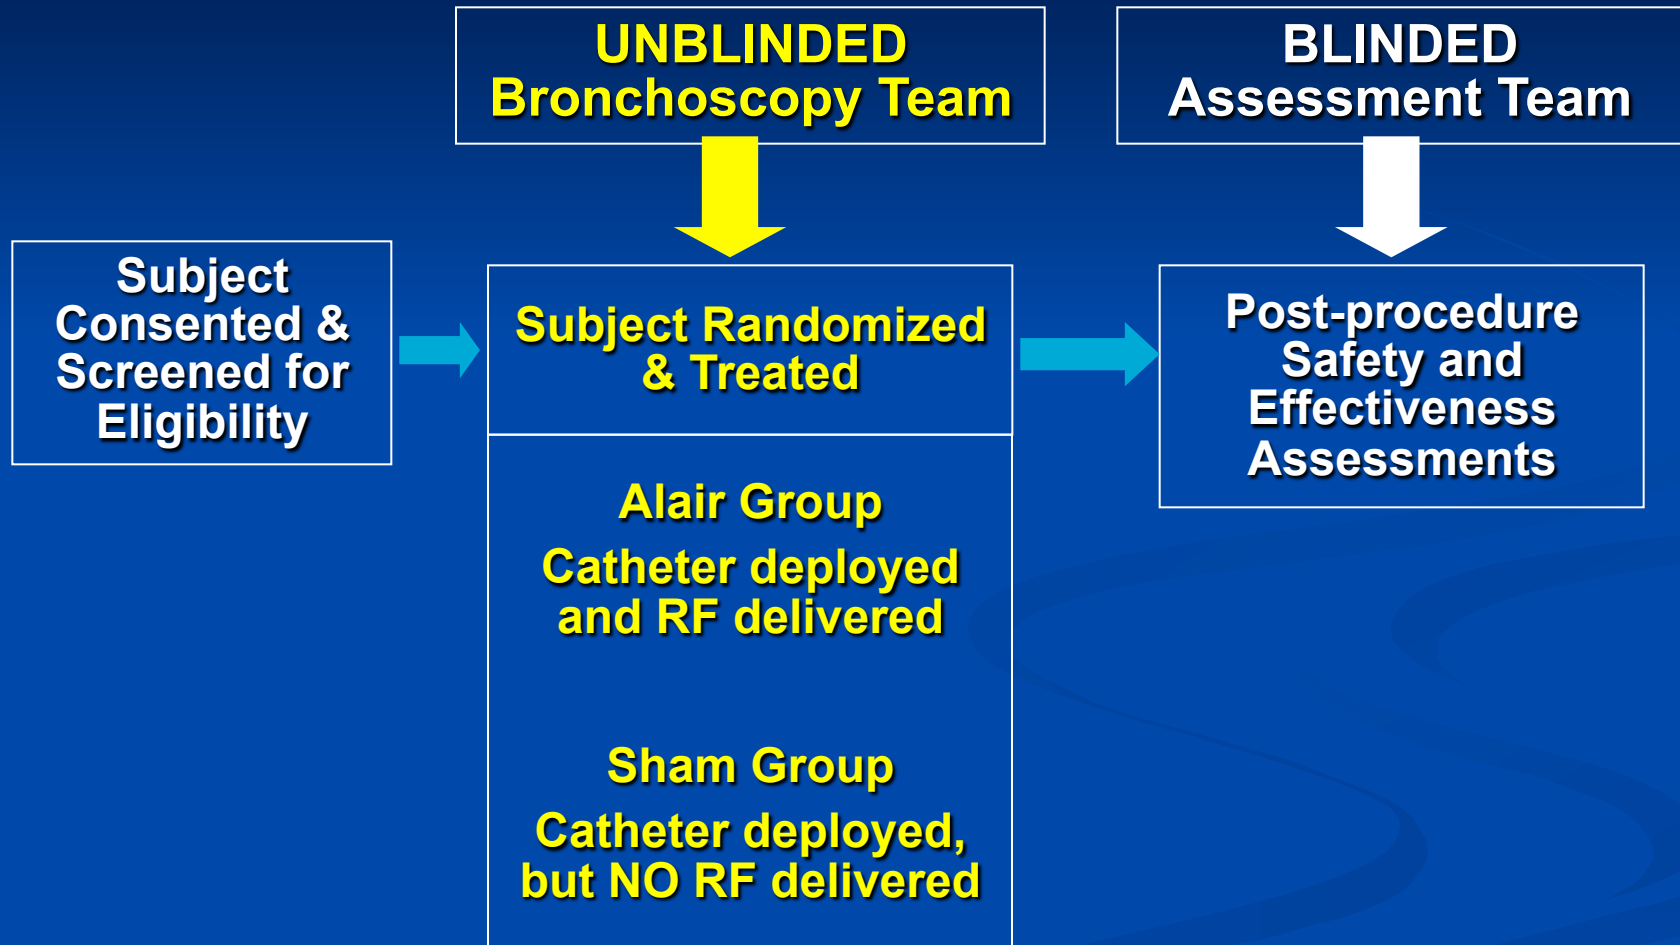 UNBLINDED
Bronchoscopy Team
BLINDED
Assessment Team
Subject
Consented &
Screened for
Eligibility
Subject Randomized
& Treated
Alair Group
Catheter deployed
and RF delivered
Sham Group
Catheter deployed,
but NO RF delivered
Post-procedure
Safety and
Effectiveness
Assessments